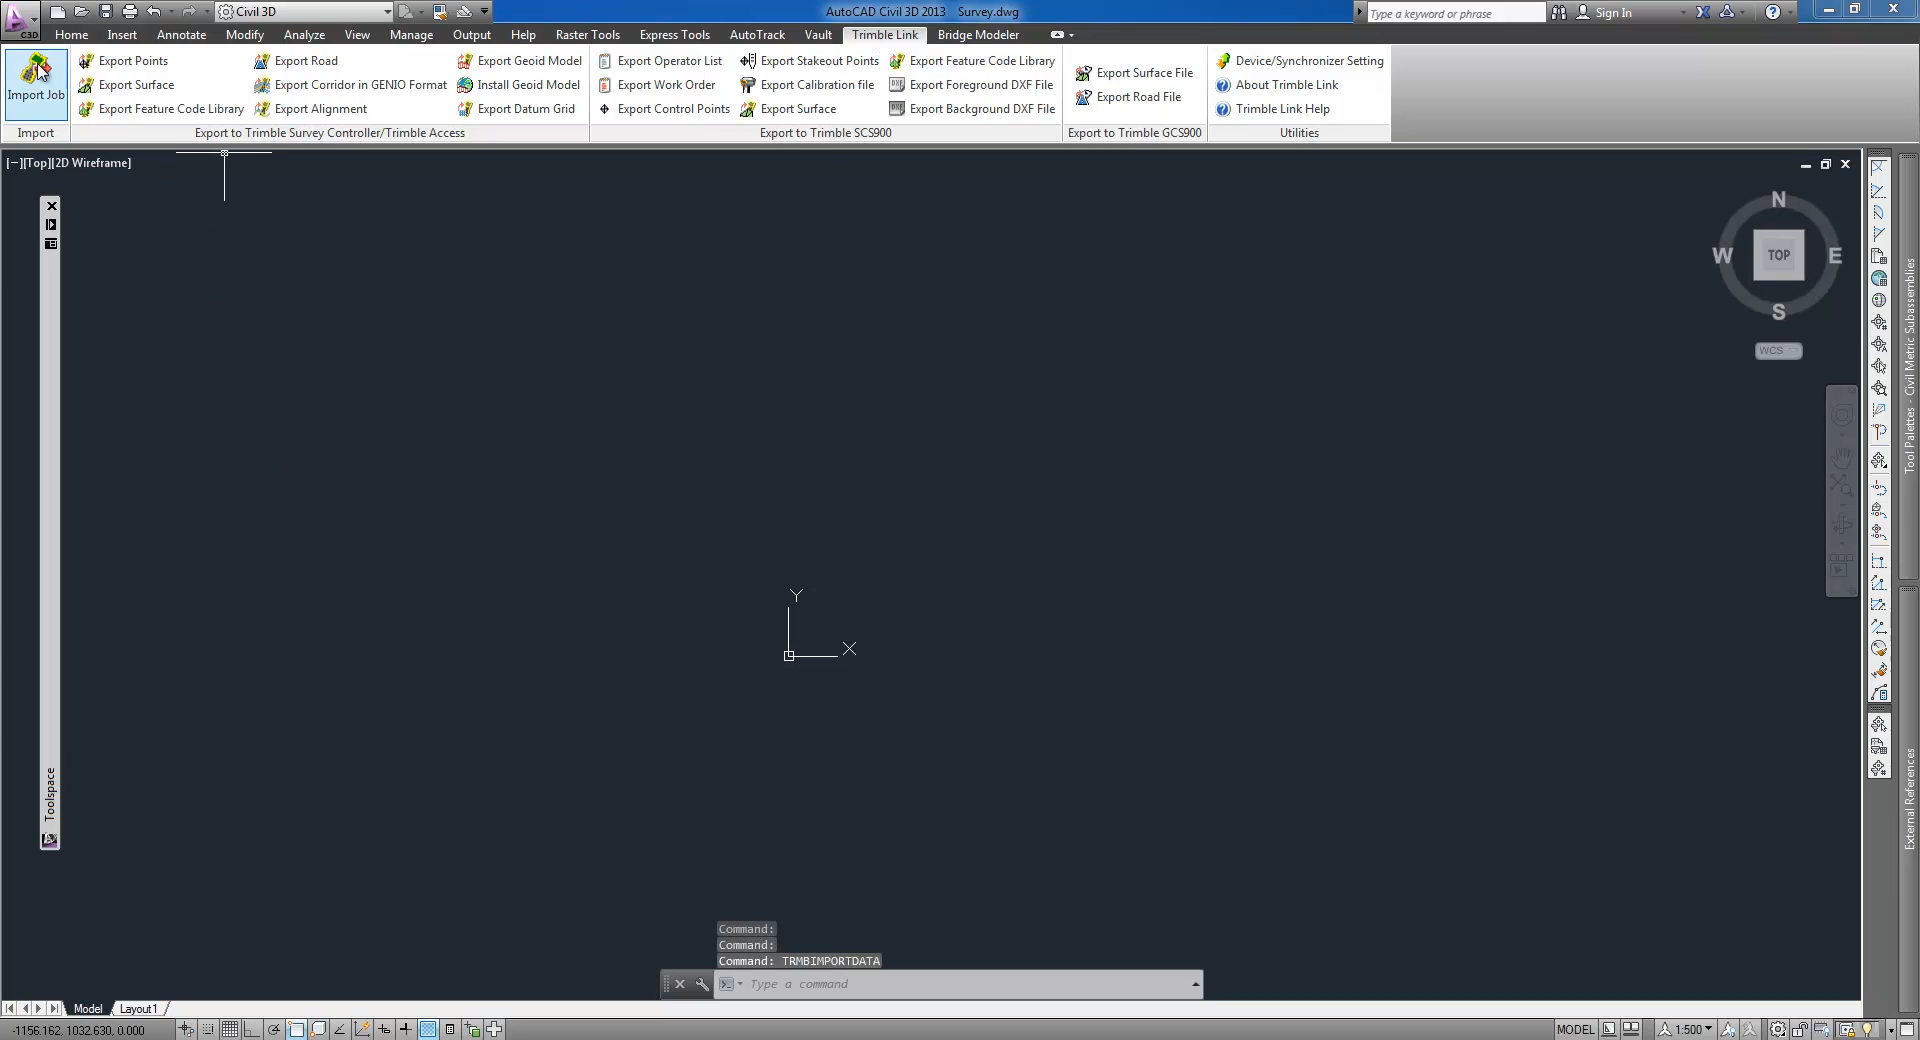 Civil 3D
AutoCAD Civil 3D 2013 Survey.dwg
Type a keyword or phrase
Sign In
C3D
Home Insert Annotate Modify Analyze View Manage Output Help Raster Tools Express Tools AutoTrack Vault Trimble Link Bridge Modeler
Import Job
Import
Export Points
Export Surface
Export Feature Code Library
Export Road
Export Corridor in GENIO Format
Export Alignment
Export Geoid Model
Install Geoid Model
Export Datum Grid
Export to Trimble Survey Controller/Trimble Access
Export Operator List
Export Work Order
Export Control Points
Export Stakeout Points
Export Calibration file
Export Surface
Export Feature Code Library
Export Foreground DXF File
Export Background DXF File
Export to Trimble SCS900
Export Surface File
Export Road File
Export to Trimble GCS900
Device/Synchronizer Setting
About Trimble Link
Trimble Link Help
Utilities
[−][Top][2D Wireframe]
N
W TOP E
S
WCS
Toolspace
Tool Palettes - Civil Metric Subassemblies
External References
Y
X
Command:
Command:
Command: TRMBIMPORTDATA
Type a command
Model Layout1
-1156.162, 1032.630, 0.000
MODEL
1:500